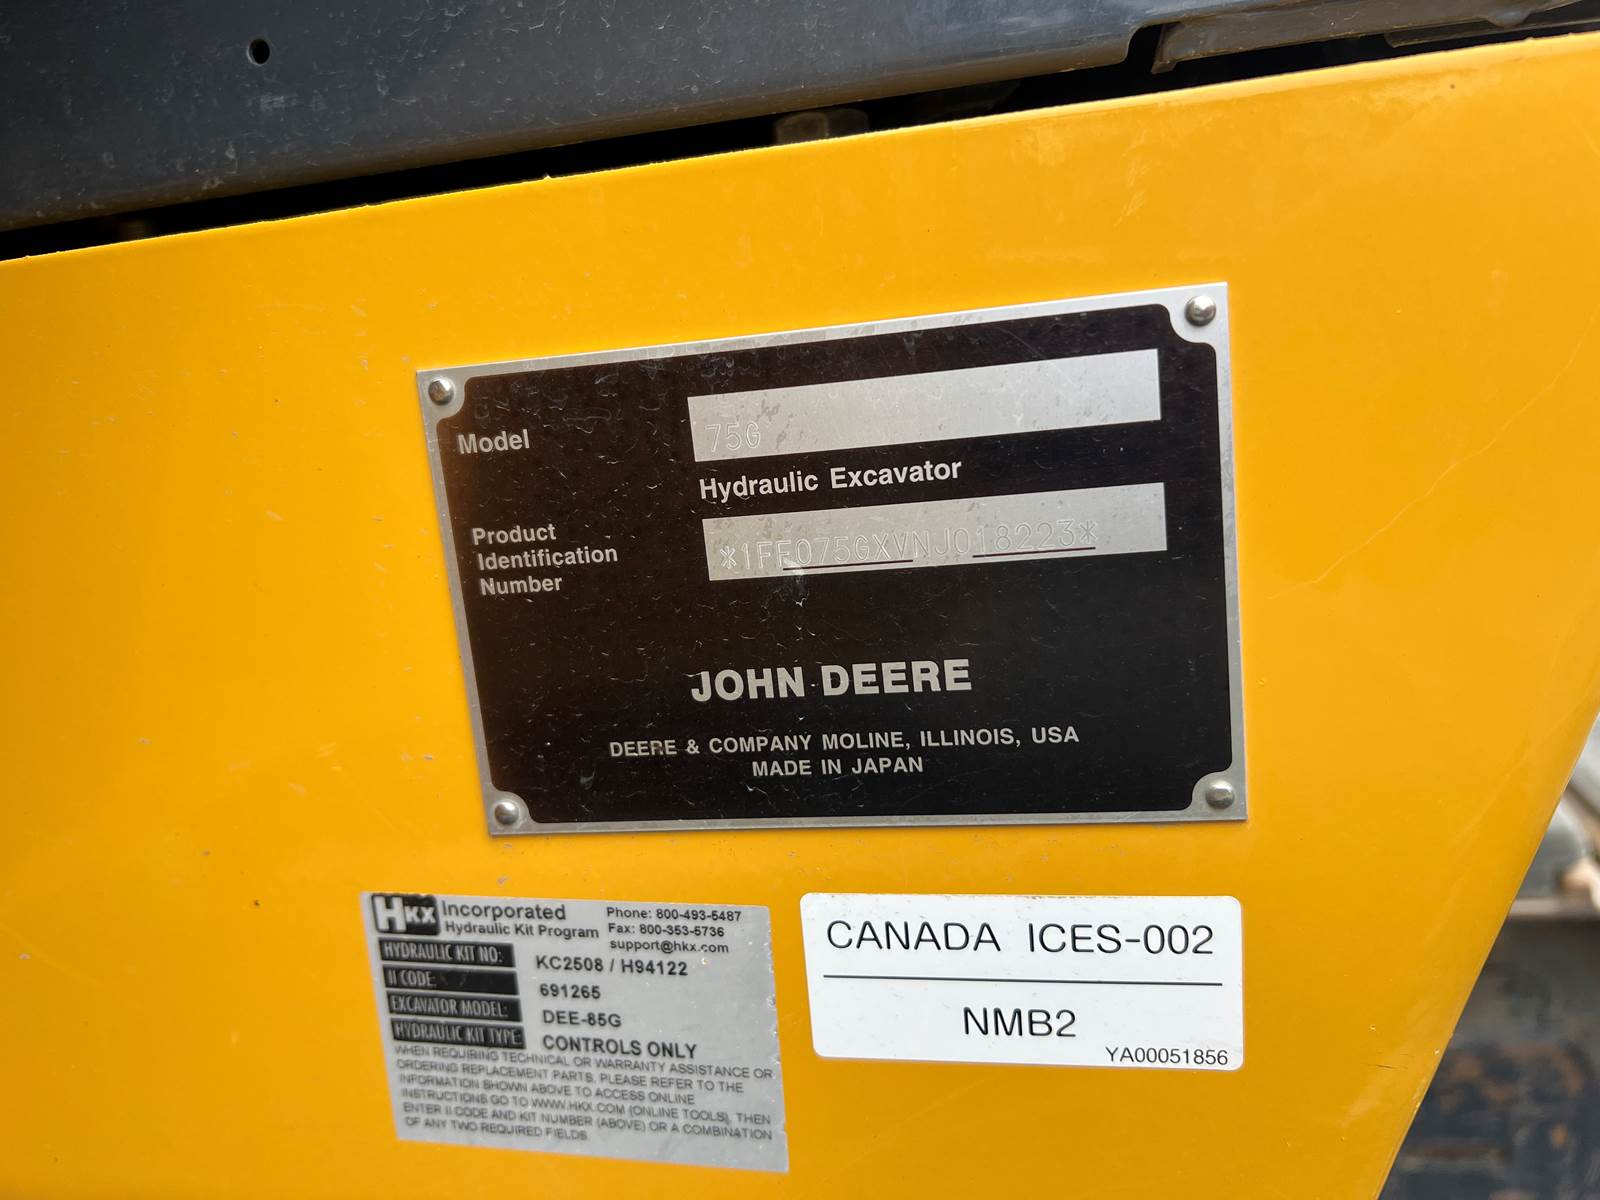 Model
75G
Hydraulic Excavator
Product
Identification
Number
*1FF075GXVNJ018223*
JOHN DEERE
DEERE & COMPANY MOLINE, ILLINOIS, USA
MADE IN JAPAN
HKX Incorporated
Hydraulic Kit Program
Phone: 800-493-5487
Fax: 800-353-5736
support@hkx.com
HYDRAULIC KIT NO: KC2508 / H94122
II CODE: 691265
EXCAVATOR MODEL: DEE-85G
HYDRAULIC KIT TYPE: CONTROLS ONLY
WHEN REQUIRING TECHNICAL OR WARRANTY ASSISTANCE OR
ORDERING REPLACEMENT PARTS, PLEASE REFER TO THE
INFORMATION SHOWN ABOVE TO ACCESS ONLINE
INSTRUCTIONS GO TO WWW.HKX.COM (ONLINE TOOLS), THEN
ENTER II CODE AND KIT NUMBER (ABOVE) OR A COMBINATION
OF ANY TWO REQUIRED FIELDS.
CANADA ICES-002
NMB2
YA00051856